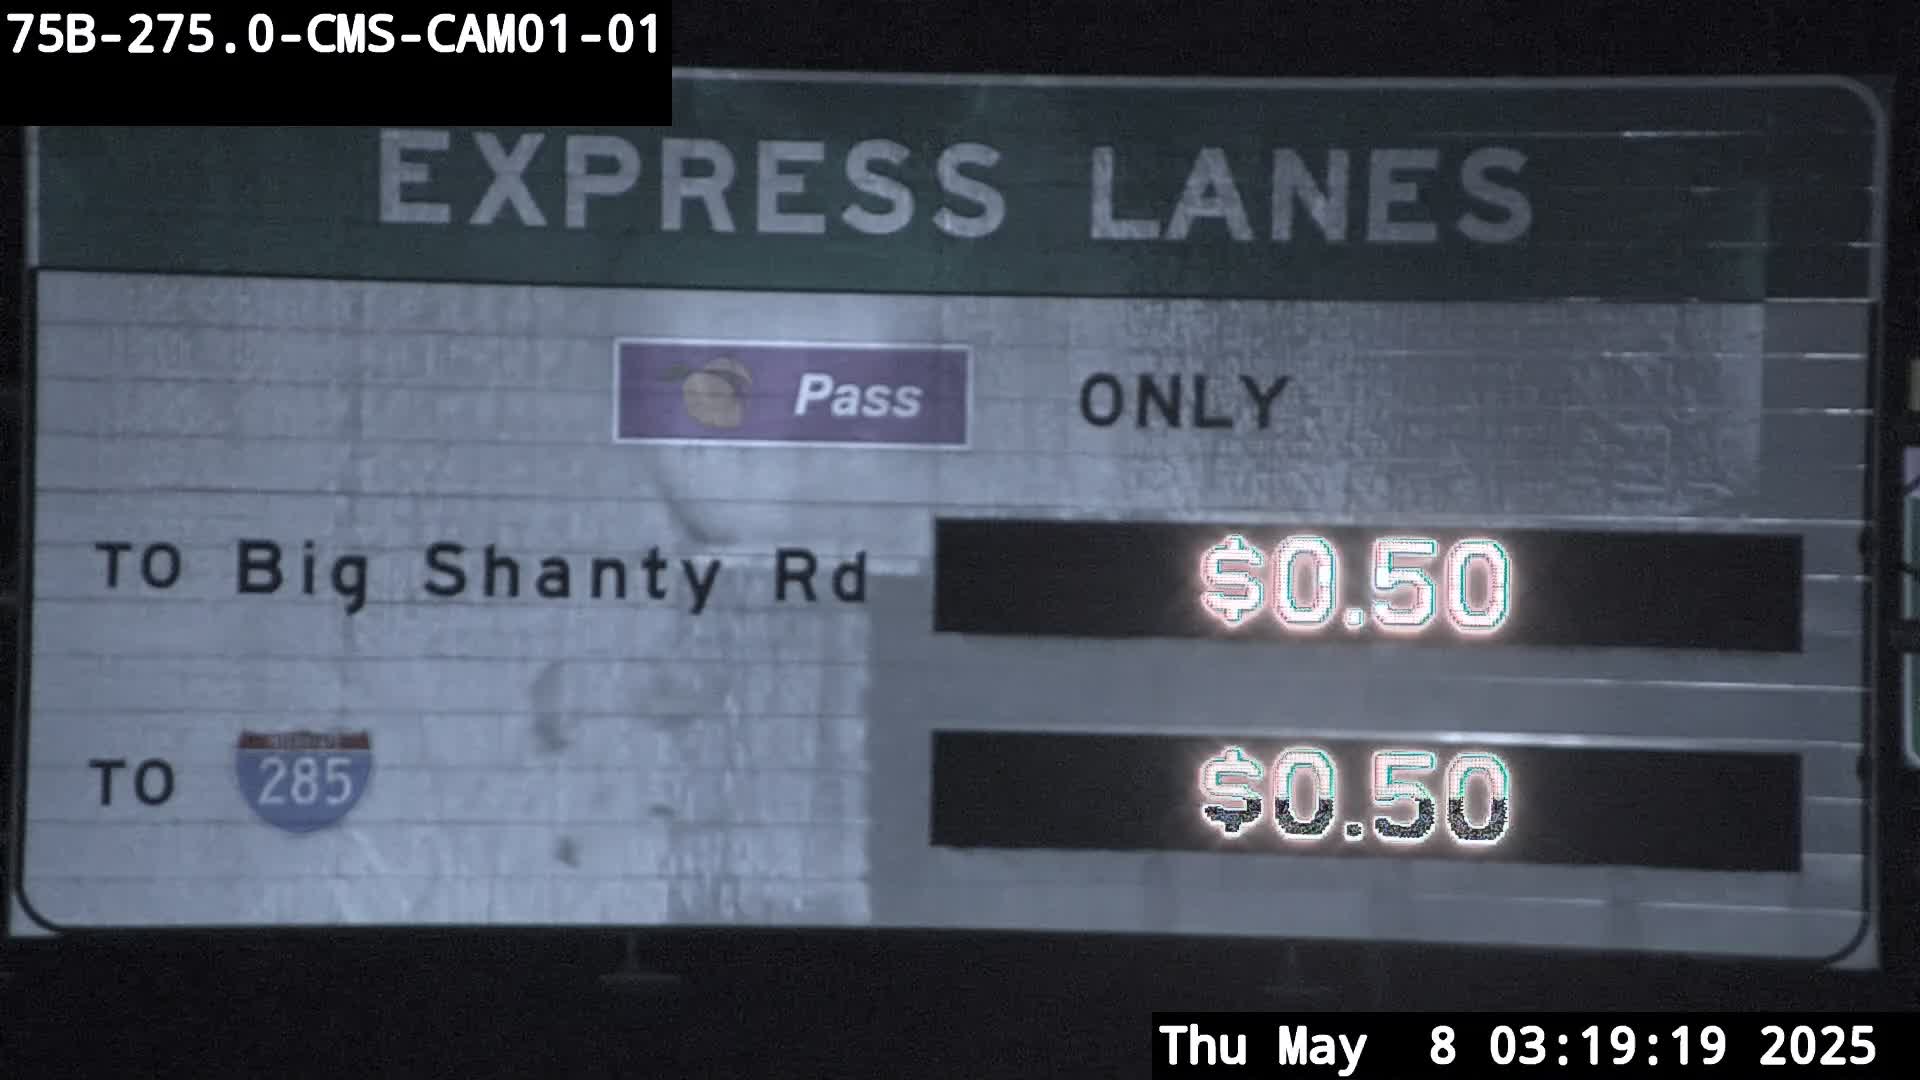 75B-275.0-CMS-CAM01-01
EXPRESS LANES
Pass ONLY
TO Big Shanty Rd $0.50
TO 285 $0.50
Thu May 8 03:19:19 2025